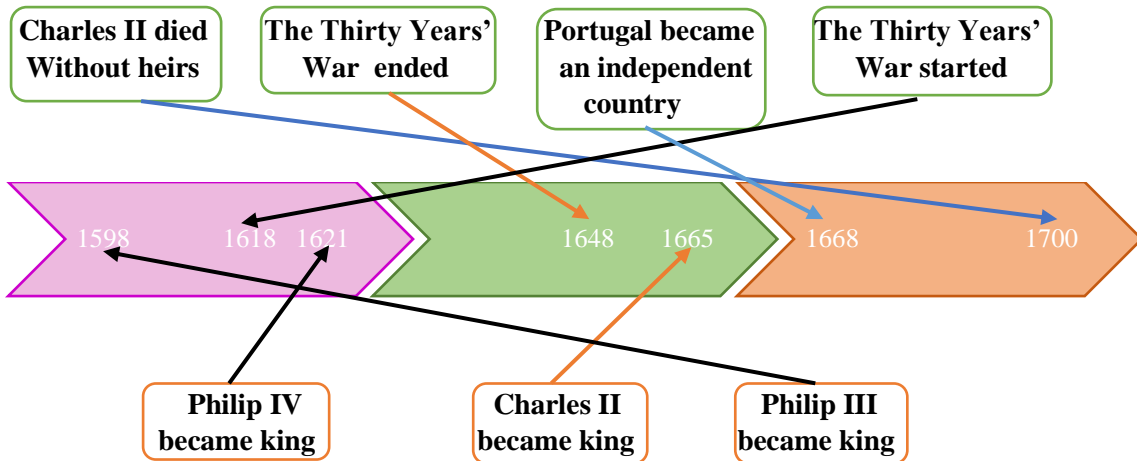 Charles II died
Without heirs
The Thirty Years'
War ended
Portugal became
an independent
country
The Thirty Years'
War started
1598
1618
1621
1648
1665
1668
1700
Philip IV
became king
Charles II
became king
Philip III
became king